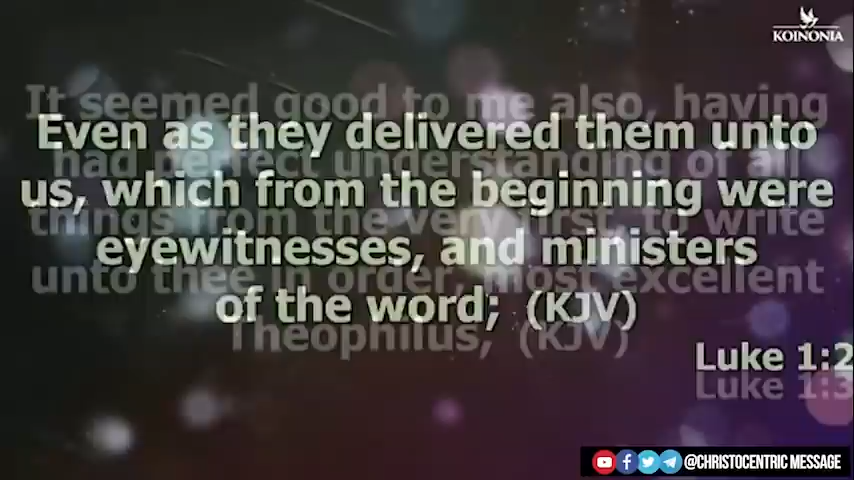 KOINONIA
It seemed good to me also, having
Even as they delivered them unto
had perfect understanding of all
us, which from the beginning were
things from the very first, to write
eyewitnesses, and ministers
unto thee in order, most excellent
of the word; (KJV)
Theophilus, (KJV)
Luke 1:2
Luke 1:3
@CHRISTOCENTRIC MESSAGE